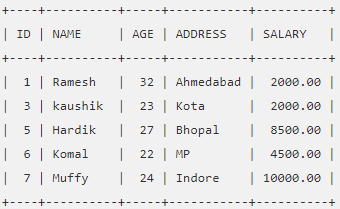 +----+----------+-----+-----------+----------+
| ID | NAME     | AGE | ADDRESS   | SALARY   |
+----+----------+-----+-----------+----------+
|  1 | Ramesh   |  32 | Ahmedabad |  2000.00 |
|  3 | kaushik  |  23 | Kota      |  2000.00 |
|  5 | Hardik   |  27 | Bhopal    |  8500.00 |
|  6 | Komal    |  22 | MP        |  4500.00 |
|  7 | Muffy    |  24 | Indore    | 10000.00 |
+----+----------+-----+-----------+----------+